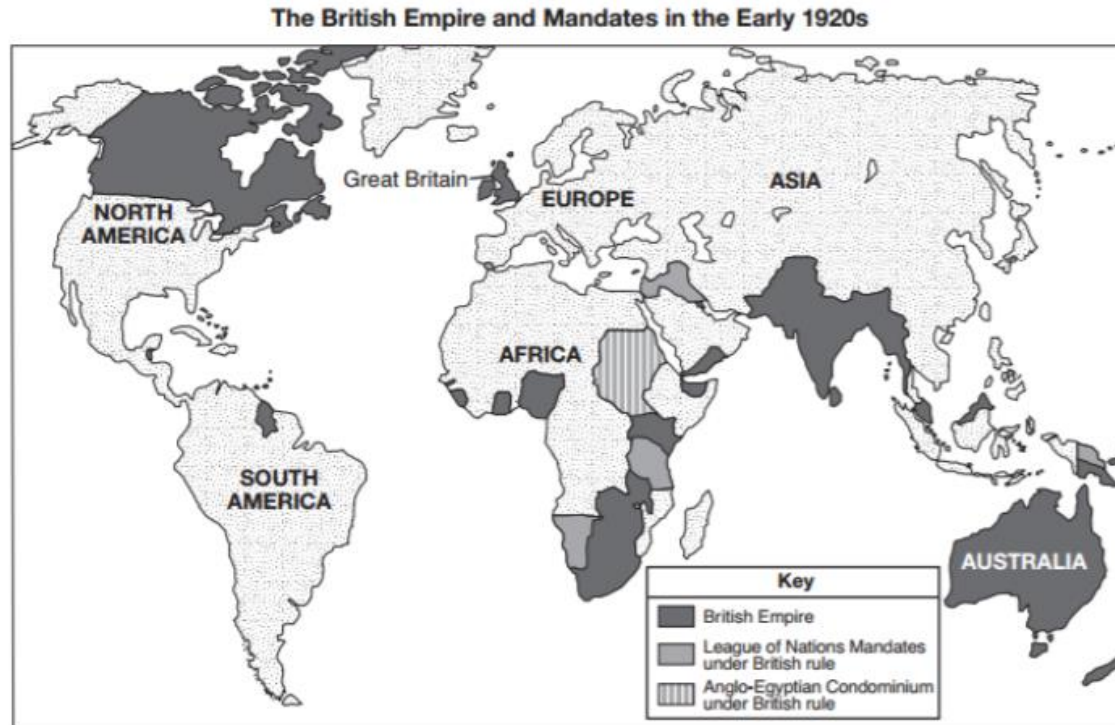 The British Empire and Mandates in the Early 1920s
Great Britain
EUROPE
ASIA
NORTH
AMERICA
AFRICA
SOUTH
AMERICA
AUSTRALIA
Key
British Empire
League of Nations Mandates
under British rule
Anglo-Egyptian Condominium
under British rule